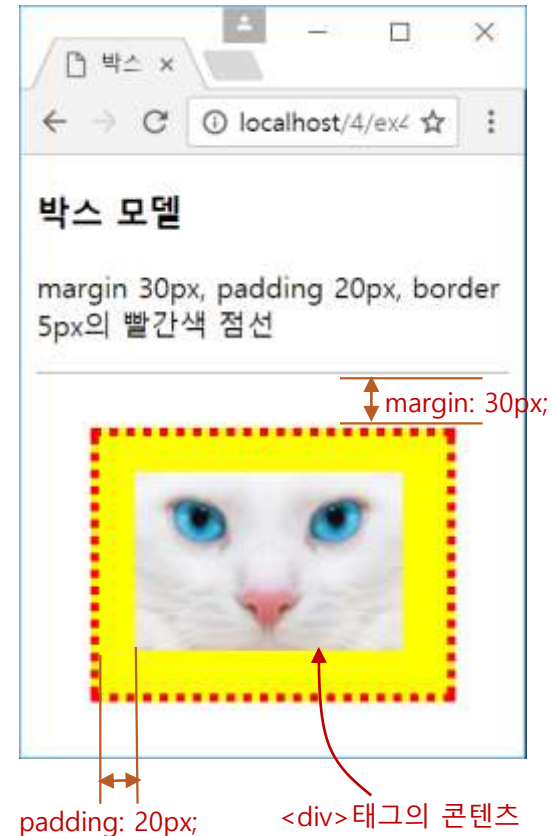 박스
localhost/4/ex4
박스 모델
margin 30px, padding 20px, border
5px의 빨간색 점선
margin: 30px;
padding: 20px;
<div>태그의 콘텐츠